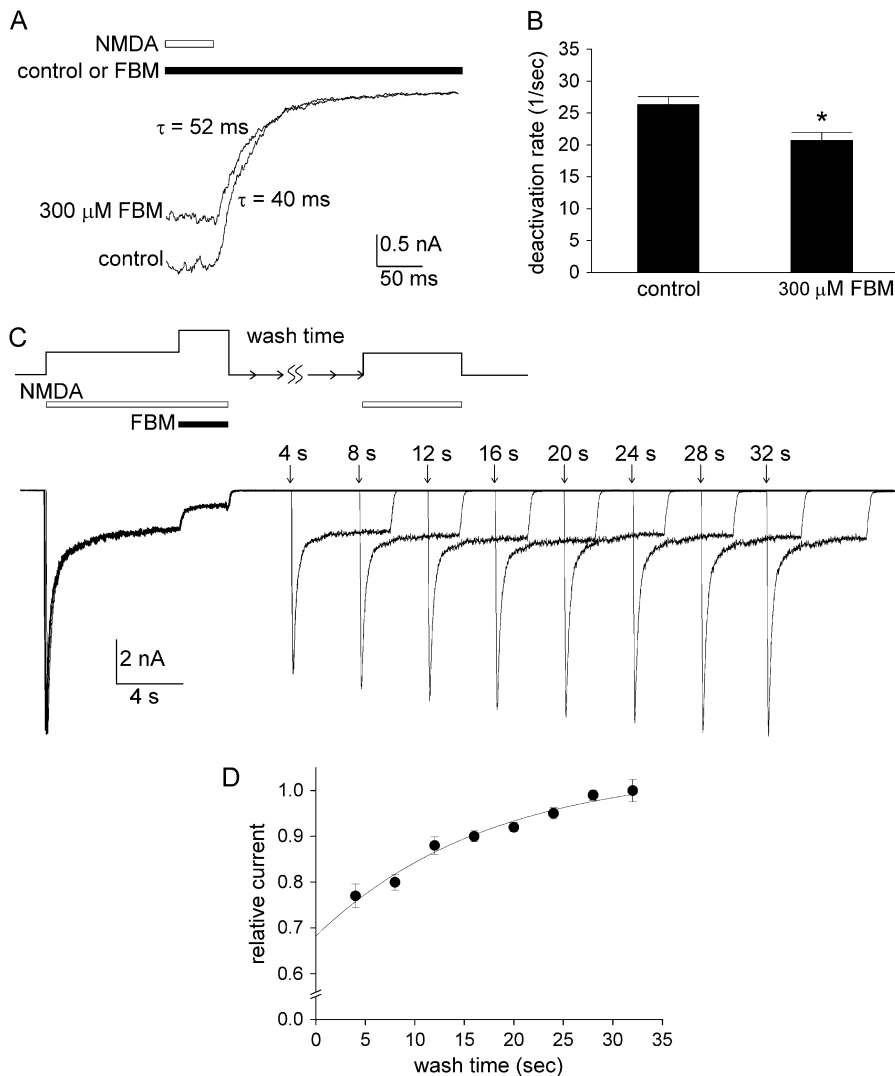 A
NMDA
control or FBM
τ = 52 ms
300 μM FBM
τ = 40 ms
control
0.5 nA
50 ms
B
deactivation rate (1/sec)
35
30
25
20
15
10
5
0
*
control
300 μM FBM
C
wash time
NMDA
FBM
4 s 8 s 12 s 16 s 20 s 24 s 28 s 32 s
2 nA
4 s
D
relative current
1.0
0.9
0.8
0.7
0.6
0.0
0 5 10 15 20 25 30 35
wash time (sec)